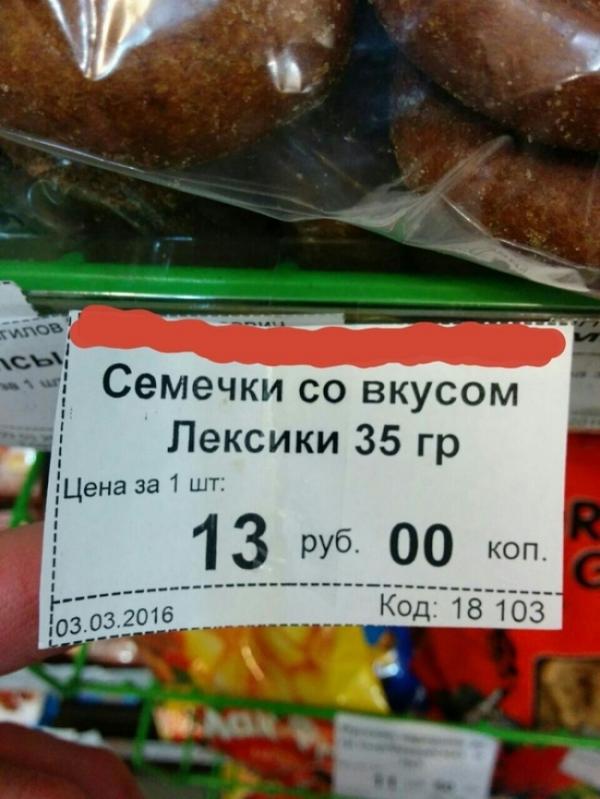 Семечки со вкусом
Лексики 35 гр
Цена за 1 шт:
13 руб. 00 коп.
03.03.2016
Код: 18 103